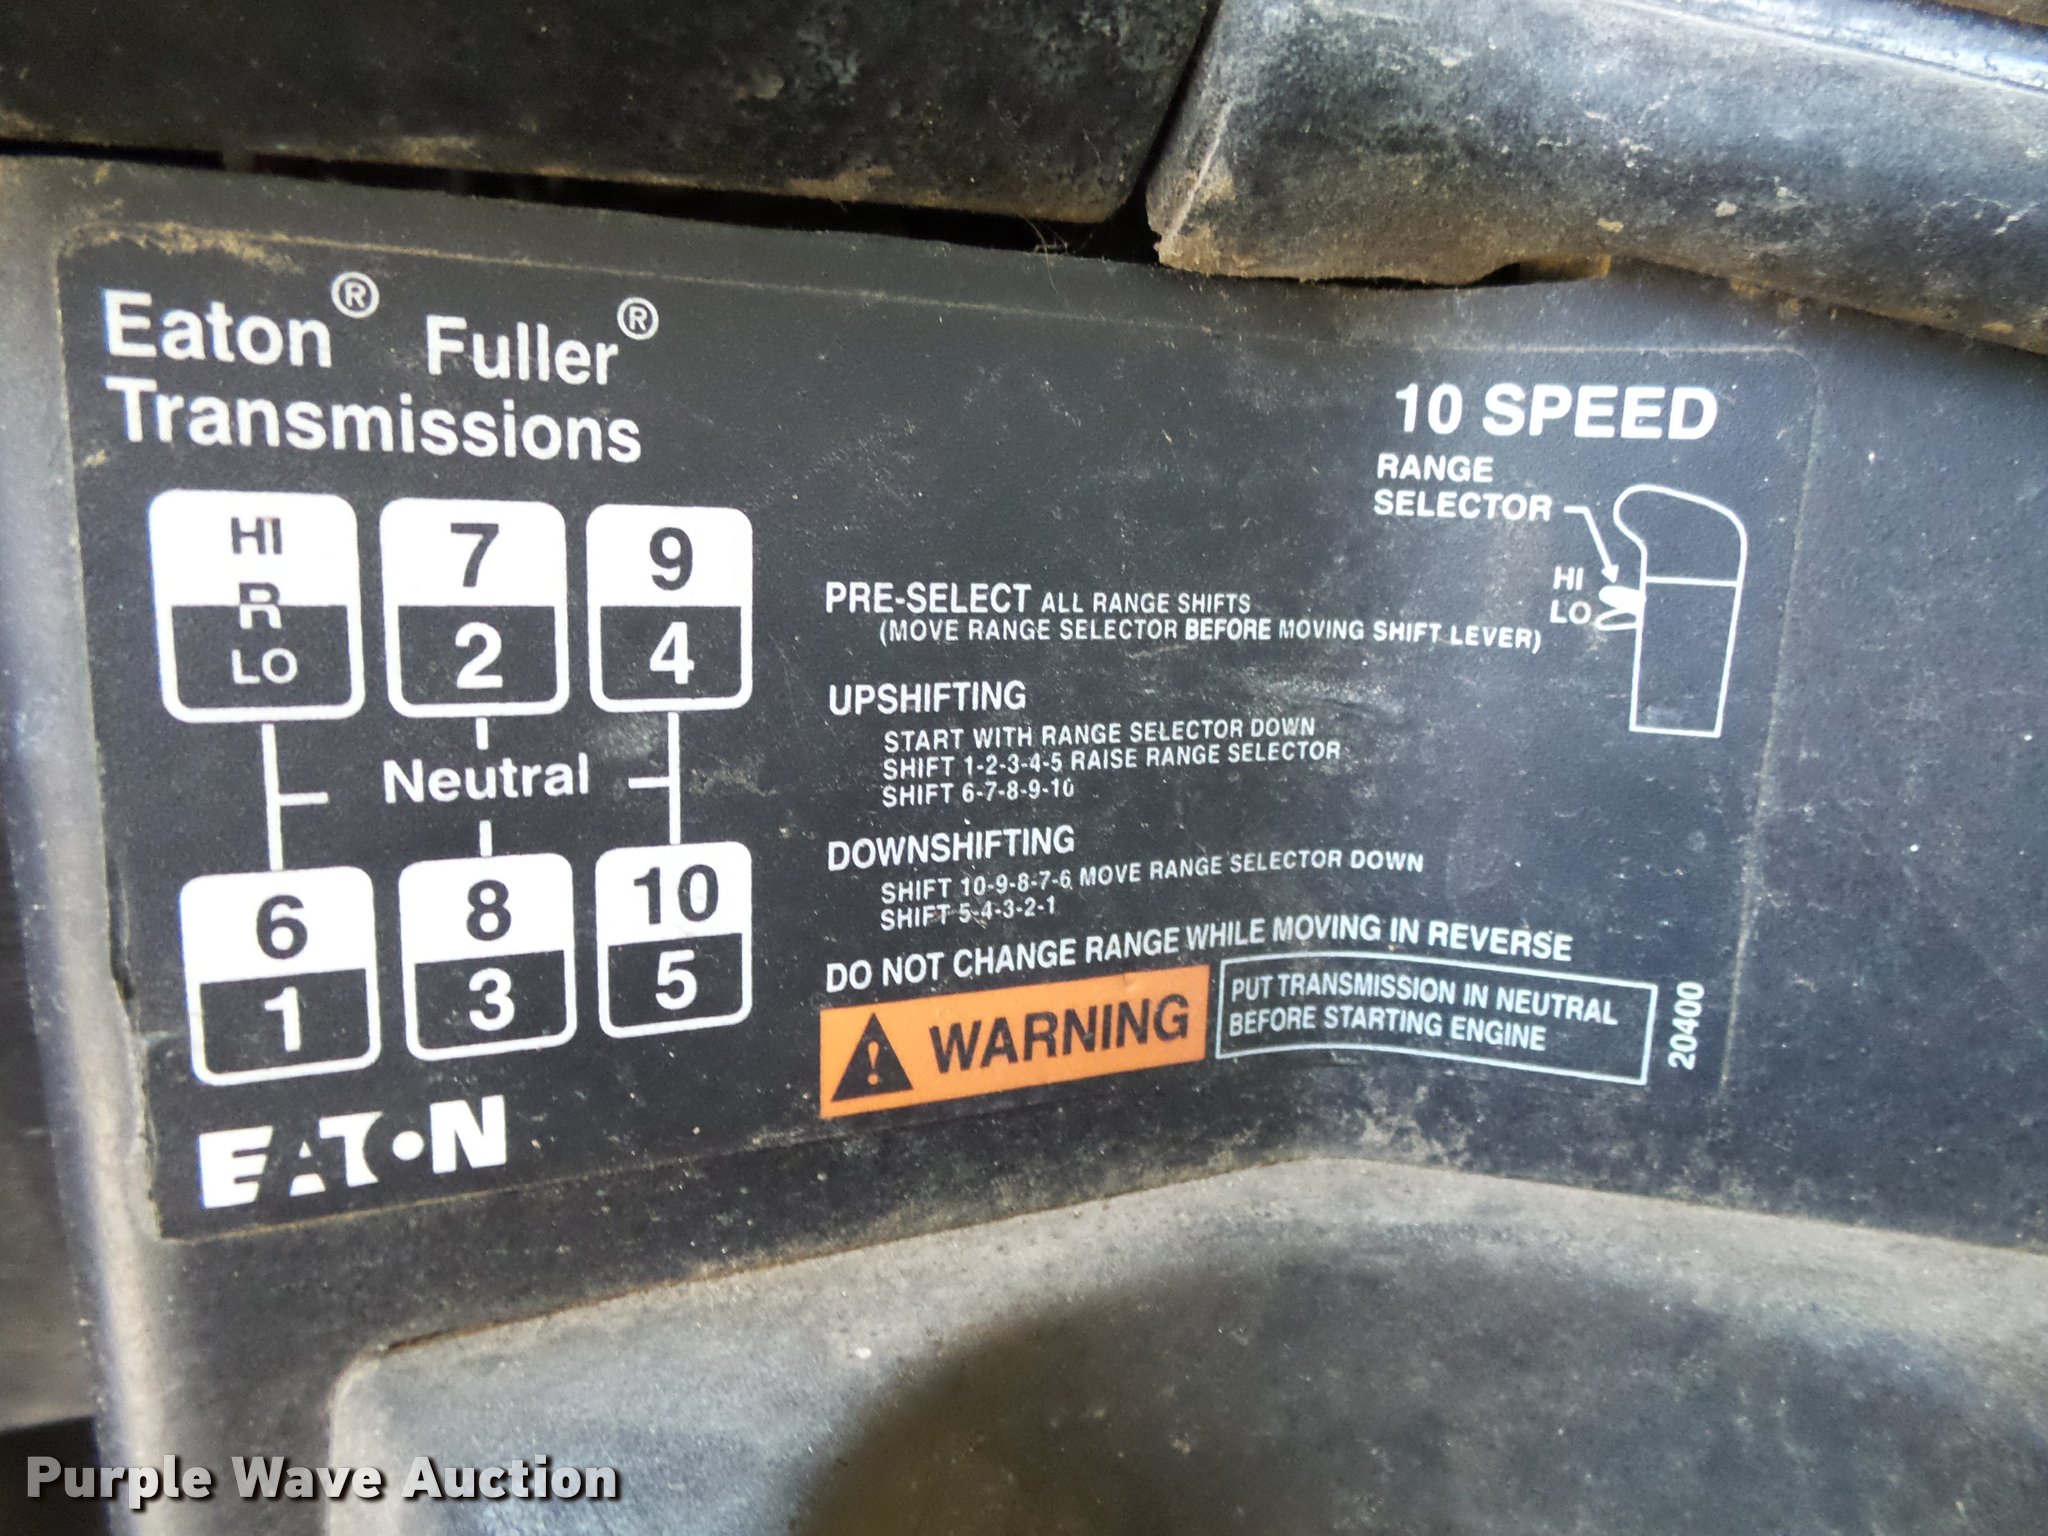 Eaton® Fuller®
Transmissions
HI
R
LO
7
2
9
4
Neutral
6
1
8
3
10
5
EATON
10 SPEED
RANGE
SELECTOR
HI
LO
PRE-SELECT ALL RANGE SHIFTS
(MOVE RANGE SELECTOR BEFORE MOVING SHIFT LEVER)
UPSHIFTING
START WITH RANGE SELECTOR DOWN
SHIFT 1-2-3-4-5 RAISE RANGE SELECTOR
SHIFT 6-7-8-9-10
DOWNSHIFTING
SHIFT 10-9-8-7-6 MOVE RANGE SELECTOR DOWN
SHIFT 5-4-3-2-1
DO NOT CHANGE RANGE WHILE MOVING IN REVERSE
! WARNING
PUT TRANSMISSION IN NEUTRAL
BEFORE STARTING ENGINE
20400
Purple Wave Auction